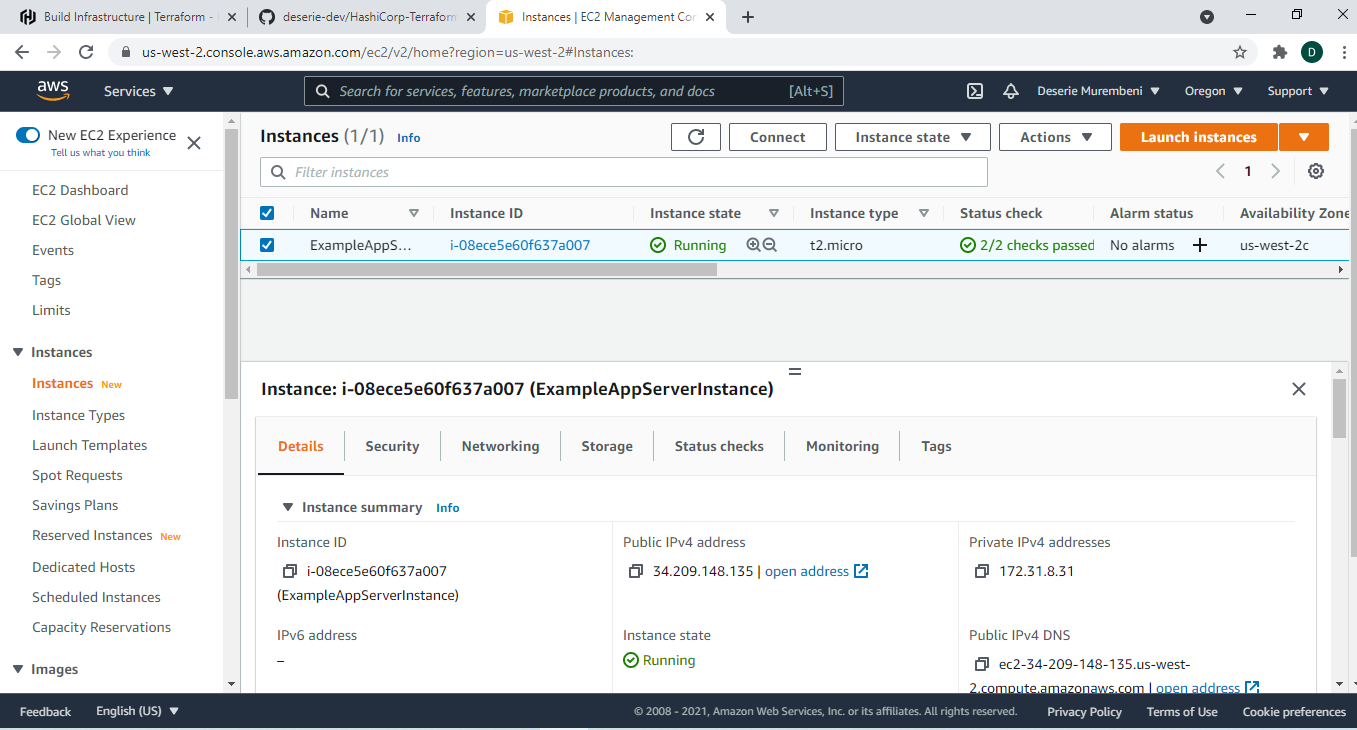 Build Infrastructure | Terraform -
deserie-dev/HashiCorp-Terraform
Instances | EC2 Management Con
us-west-2.console.aws.amazon.com/ec2/v2/home?region=us-west-2#Instances:
D
aws
Services
Search for services, features, marketplace products, and docs
[Alt+S]
Deserie Murembeni
Oregon
Support
New EC2 Experience
Tell us what you think
EC2 Dashboard
EC2 Global View
Events
Tags
Limits
Instances
Instances New
Instance Types
Launch Templates
Spot Requests
Savings Plans
Reserved Instances New
Dedicated Hosts
Scheduled Instances
Capacity Reservations
Images
Instances (1/1) Info
Connect
Instance state
Actions
Launch instances
Filter instances
1
Name
Instance ID
Instance state
Instance type
Status check
Alarm status
Availability Zone
ExampleAppS...
i-08ece5e60f637a007
Running
t2.micro
2/2 checks passed
No alarms
us-west-2c
Instance: i-08ece5e60f637a007 (ExampleAppServerInstance)
Details
Security
Networking
Storage
Status checks
Monitoring
Tags
Instance summary Info
Instance ID
i-08ece5e60f637a007
(ExampleAppServerInstance)
Public IPv4 address
34.209.148.135 | open address
Private IPv4 addresses
172.31.8.31
IPv6 address
–
Instance state
Running
Public IPv4 DNS
ec2-34-209-148-135.us-west-
2.compute.amazonaws.com | open address
Feedback
English (US)
© 2008 - 2021, Amazon Web Services, Inc. or its affiliates. All rights reserved.
Privacy Policy
Terms of Use
Cookie preferences